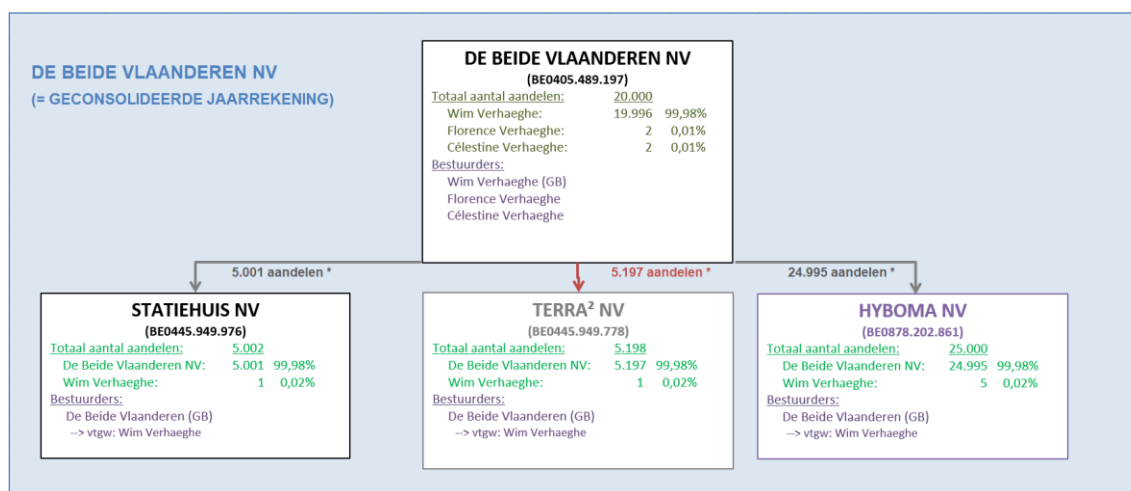 DE BEIDE VLAANDEREN NV
(= GECONSOLIDEERDE JAARREKENING)
DE BEIDE VLAANDEREN NV
(BE0405.489.197)
Totaal aantal aandelen: 20.000
Wim Verhaeghe: 19.996 99,98%
Florence Verhaeghe: 2 0,01%
Célestine Verhaeghe: 2 0,01%
Bestuurders:
Wim Verhaeghe (GB)
Florence Verhaeghe
Célestine Verhaeghe
5.001 aandelen *
5.197 aandelen *
24.995 aandelen *
STATIEHUIS NV
(BE0445.949.976)
Totaal aantal aandelen: 5.002
De Beide Vlaanderen NV: 5.001 99,98%
Wim Verhaeghe: 1 0,02%
Bestuurders:
De Beide Vlaanderen (GB)
--> vtgw: Wim Verhaeghe
TERRA² NV
(BE0445.949.778)
Totaal aantal aandelen: 5.198
De Beide Vlaanderen NV: 5.197 99,98%
Wim Verhaeghe: 1 0,02%
Bestuurders:
De Beide Vlaanderen (GB)
--> vtgw: Wim Verhaeghe
HYBOMA NV
(BE0878.202.861)
Totaal aantal aandelen: 25.000
De Beide Vlaanderen NV: 24.995 99,98%
Wim Verhaeghe: 5 0,02%
Bestuurders:
De Beide Vlaanderen (GB)
--> vtgw: Wim Verhaeghe